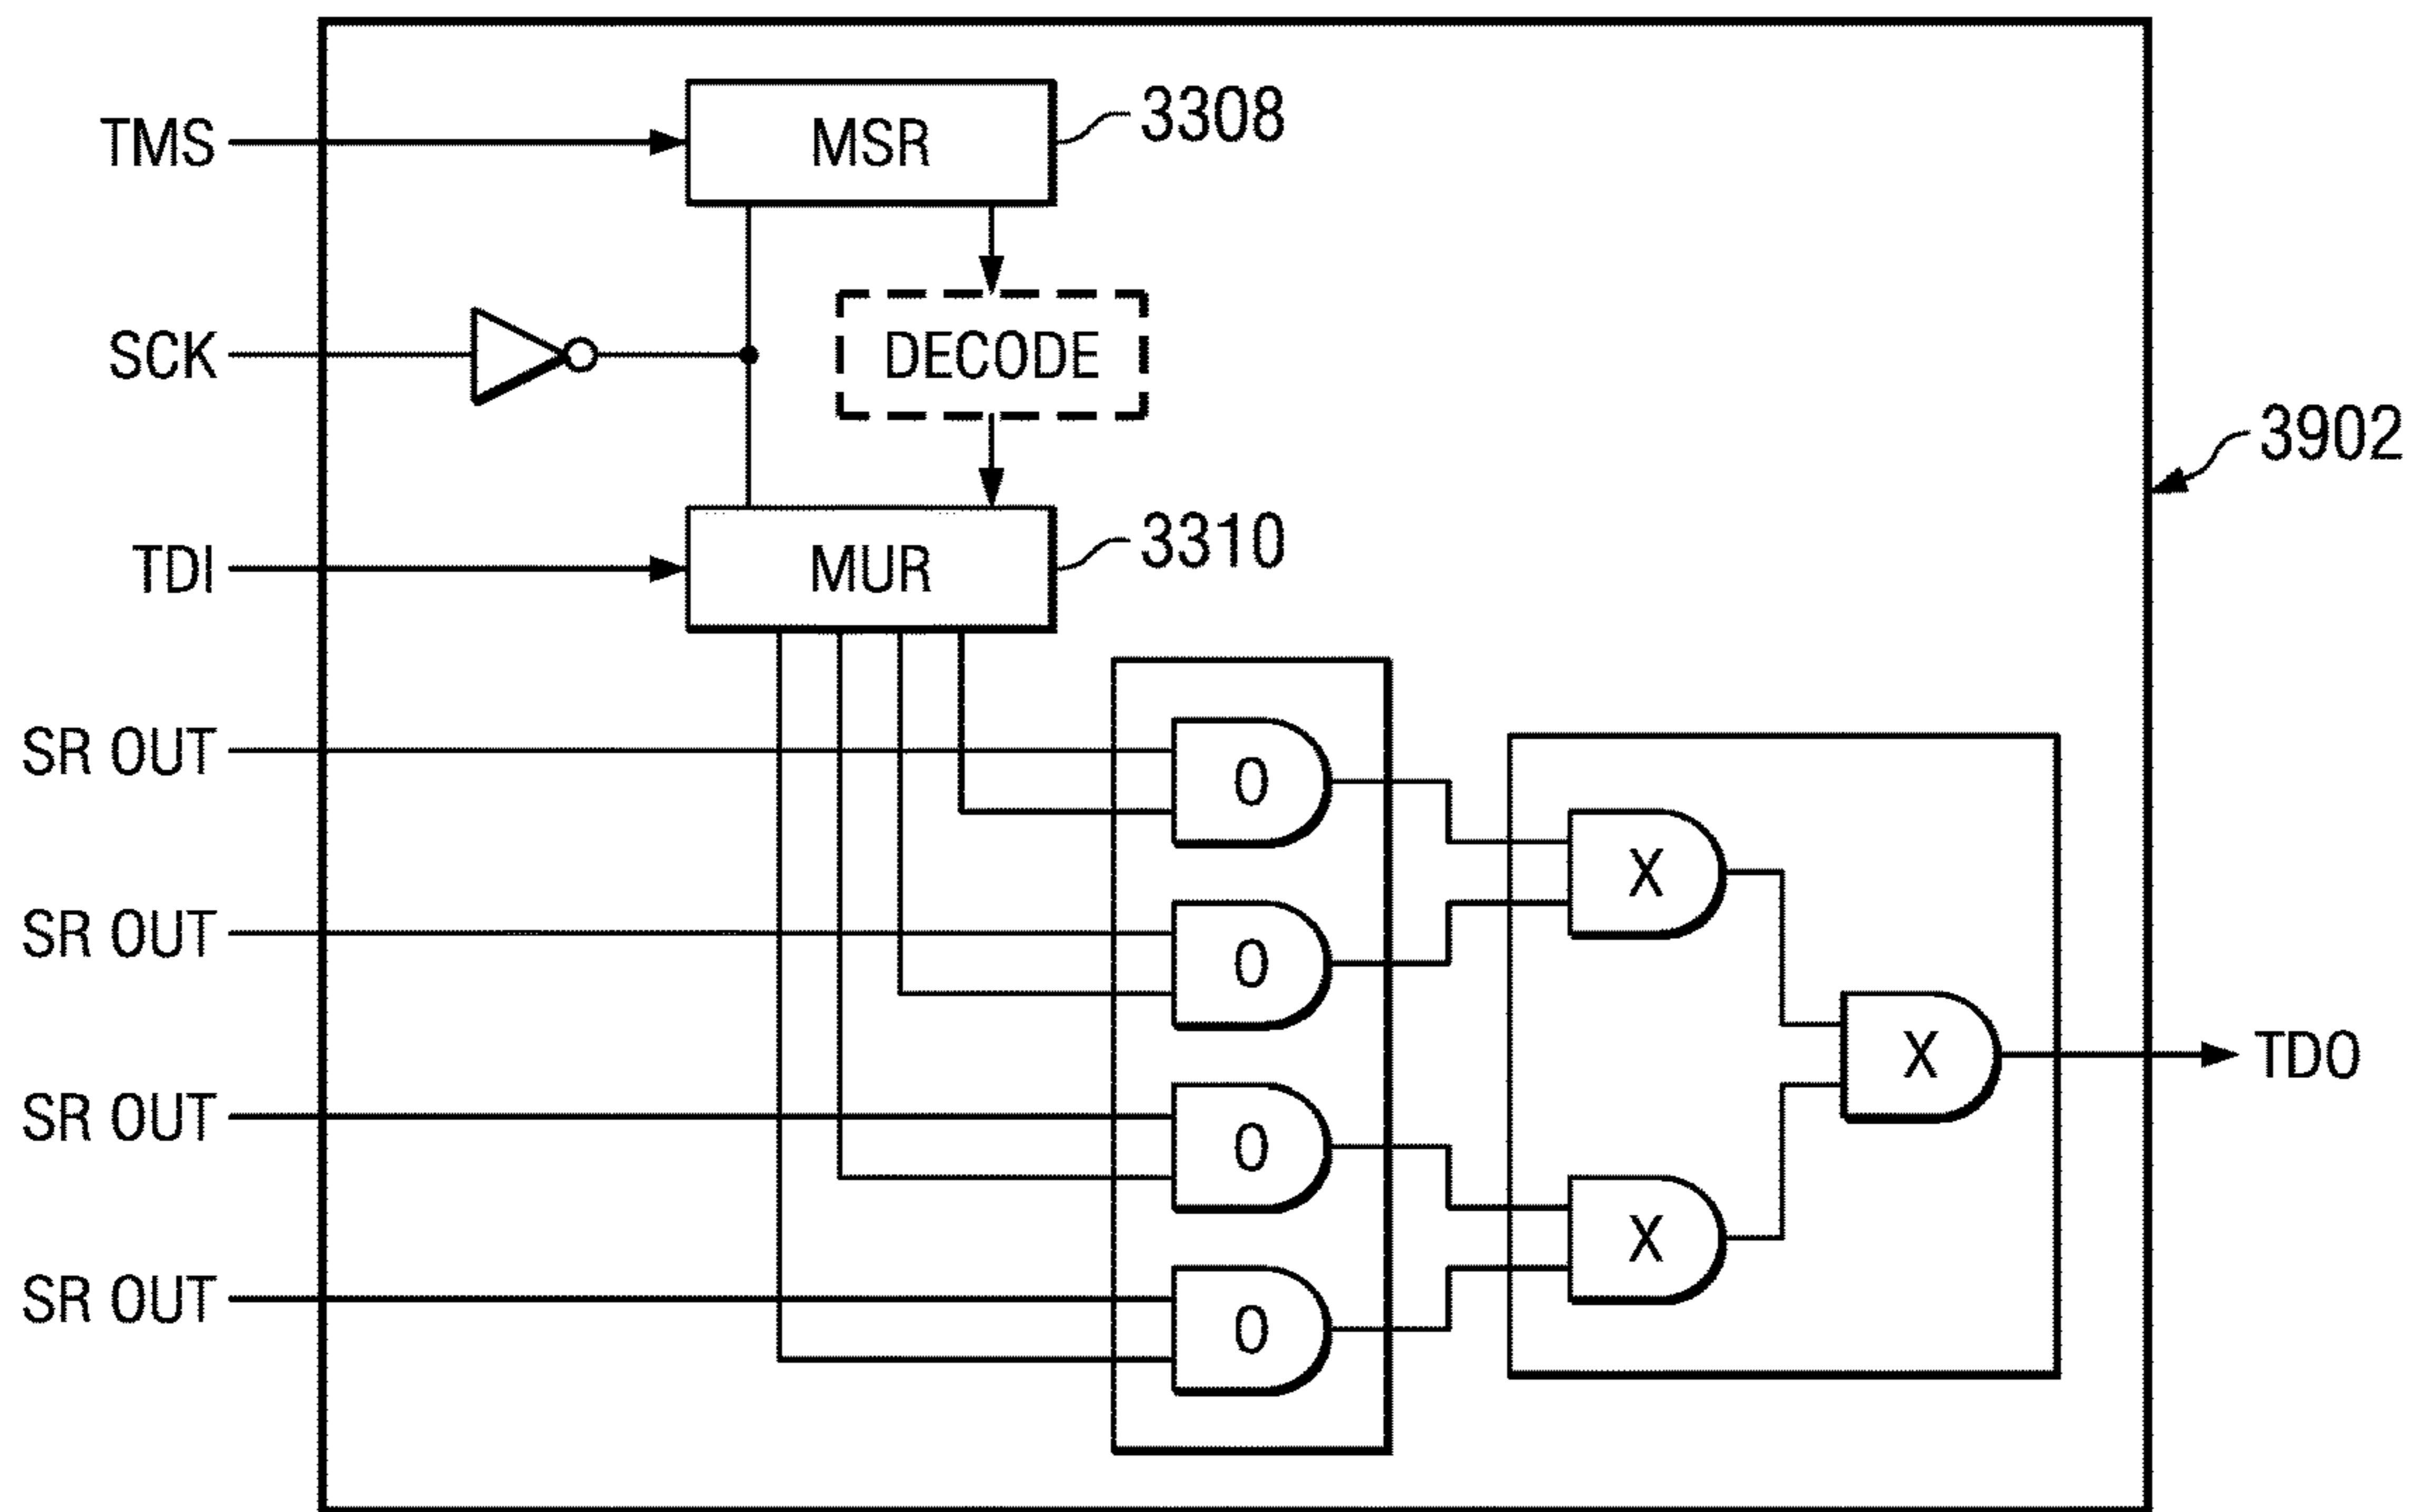 TMS
MSR
3308
SCK
DECODE
3902
TDI
MUR
3310
SR OUT
O
X
SR OUT
O
X
TDO
SR OUT
O
X
SR OUT
O